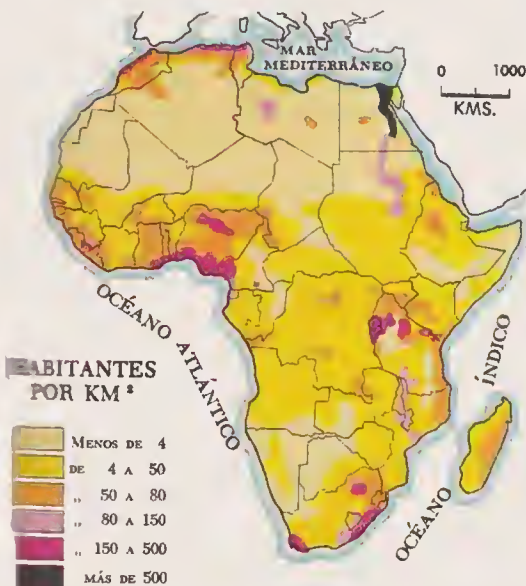 MAR
MEDITERRÁNEO
0 1000
KMS.
OCÉANO ATLÁNTICO
OCÉANO ÍNDICO
HABITANTES
POR KM²
MENOS DE 4
DE 4 A 50
„ 50 A 80
„ 80 A 150
„ 150 A 500
MÁS DE 500